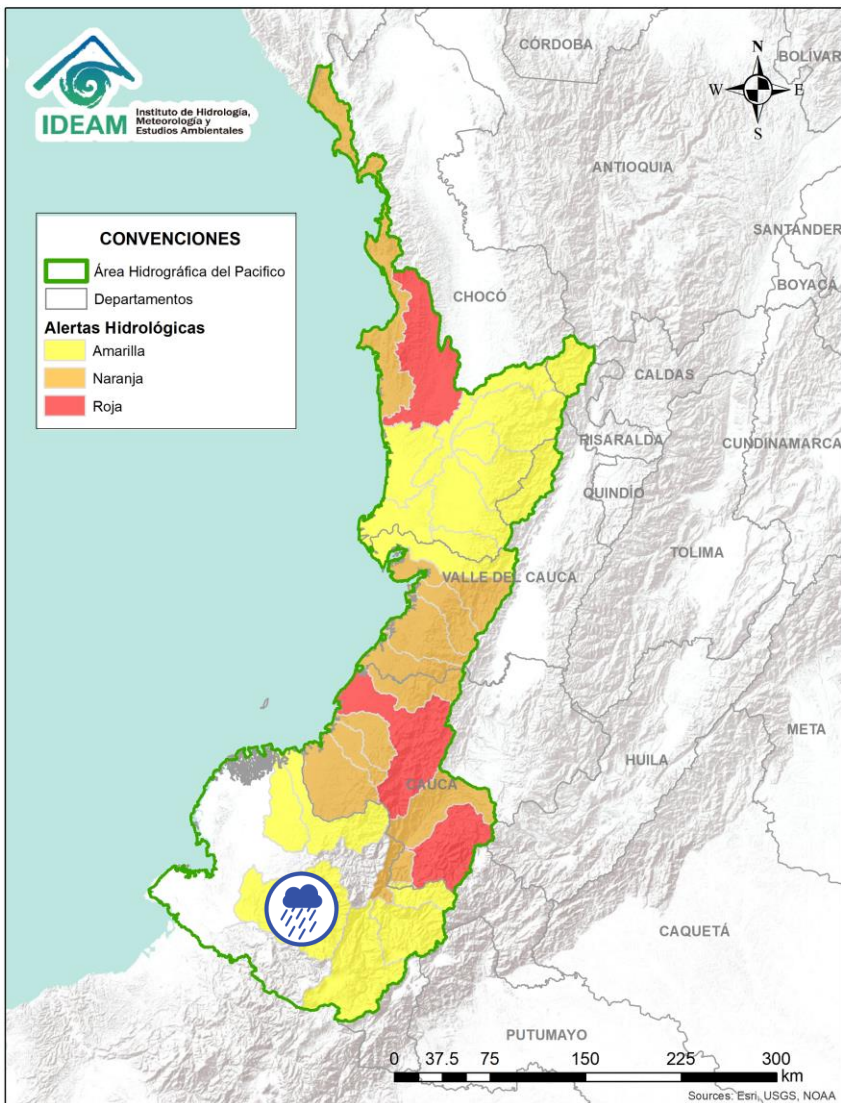 IDEAM
Instituto de Hidrología,
Meteorología y
Estudios Ambientales
CONVENCIONES
Área Hidrográfica del Pacifico
Departamentos
Alertas Hidrológicas
Amarilla
Naranja
Roja
N
W
E
S
CÓRDOBA
BOLÍVAR
ANTIOQUIA
SANTANDER
BOYACÁ
CHOCÓ
CALDAS
RISARALDA
CUNDINAMARCA
QUINDÍO
TOLIMA
VALLE DEL CAUCA
META
HUILA
CAUCA
CAQUETÁ
PUTUMAYO
0 37.5 75 150 225 300
km
Sources: Esri, USGS, NOAA